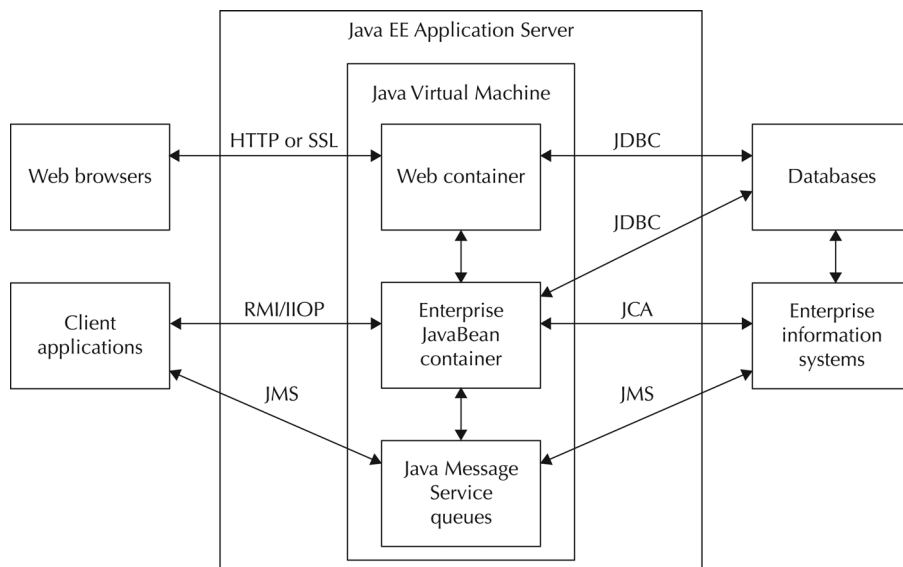 Java EE Application Server
Java Virtual Machine
HTTP or SSL
JDBC
Web browsers
Web container
Databases
JDBC
Client
applications
RMI/IIOP
Enterprise
JavaBean
container
JCA
Enterprise
information
systems
JMS
JMS
Java Message
Service
queues